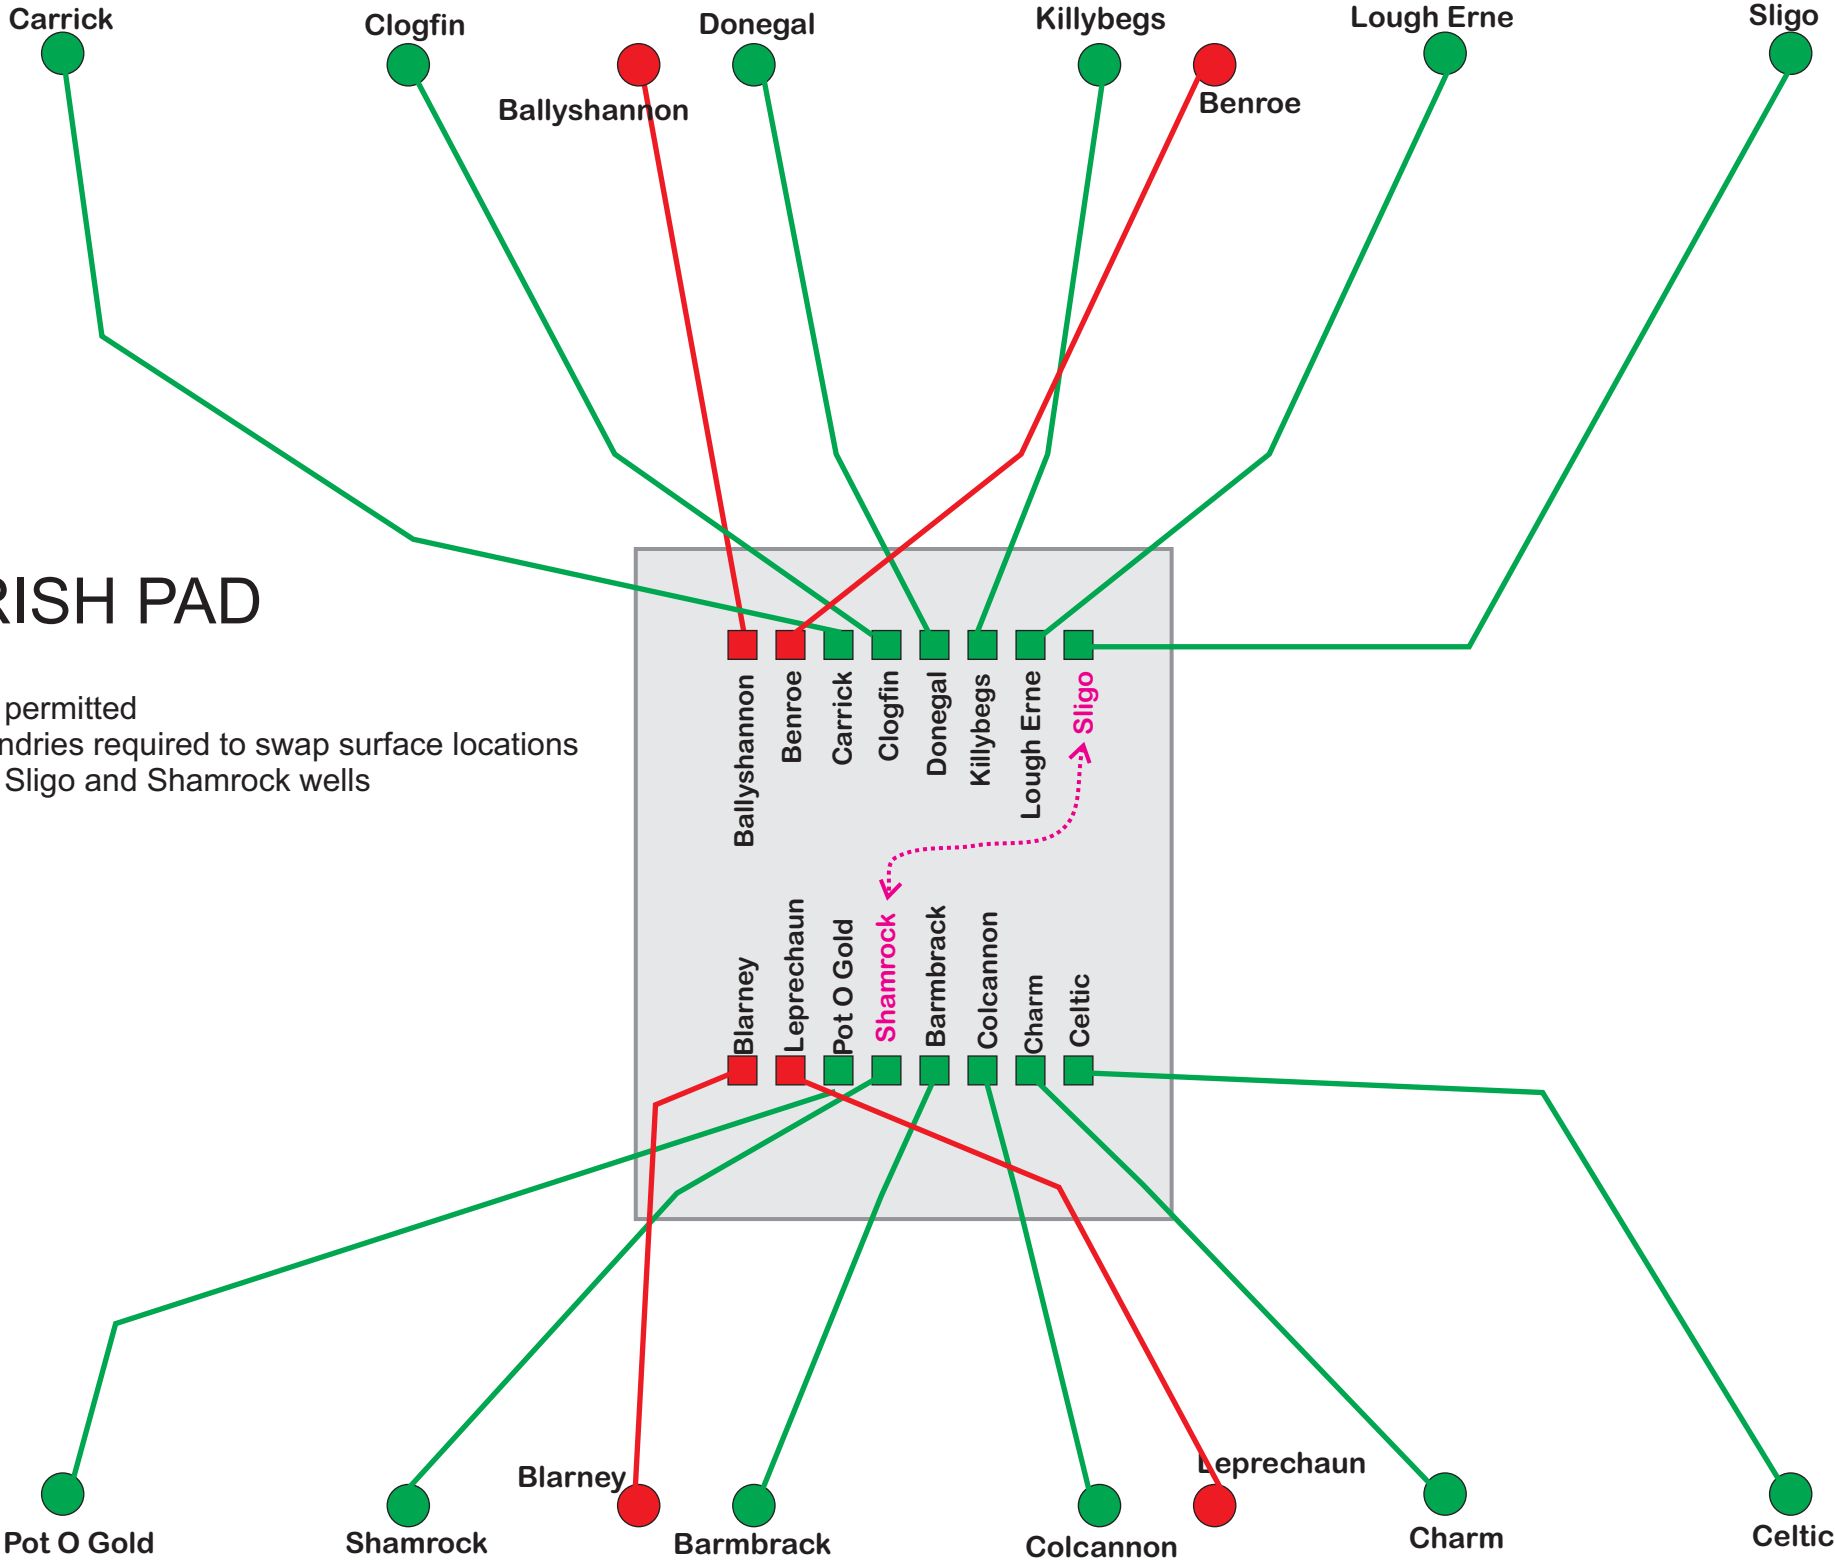 Carrick
Clogfin
Donegal
Killybegs
Lough Erne
Sligo
Ballyshannon
Benroe
RISH PAD
permitted
ndries required to swap surface locations
Sligo and Shamrock wells
Ballyshannon
Benroe
Carrick
Clogfin
Donegal
Killybegs
Lough Erne
Sligo
Blarney
Leprechaun
Pot O Gold
Shamrock
Barmbrack
Colcannon
Charm
Celtic
Blarney
Leprechaun
Pot O Gold
Shamrock
Barmbrack
Colcannon
Charm
Celtic